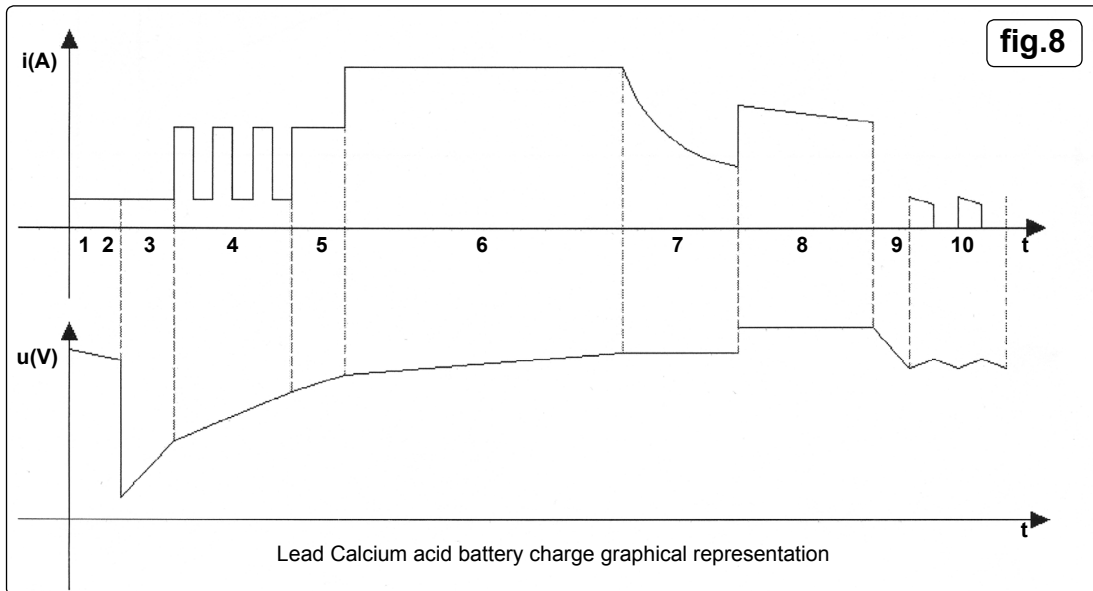 fig.8
i(A)
1 2 3 4 5 6 7 8 9 10 t
u(V)
t
Lead Calcium acid battery charge graphical representation